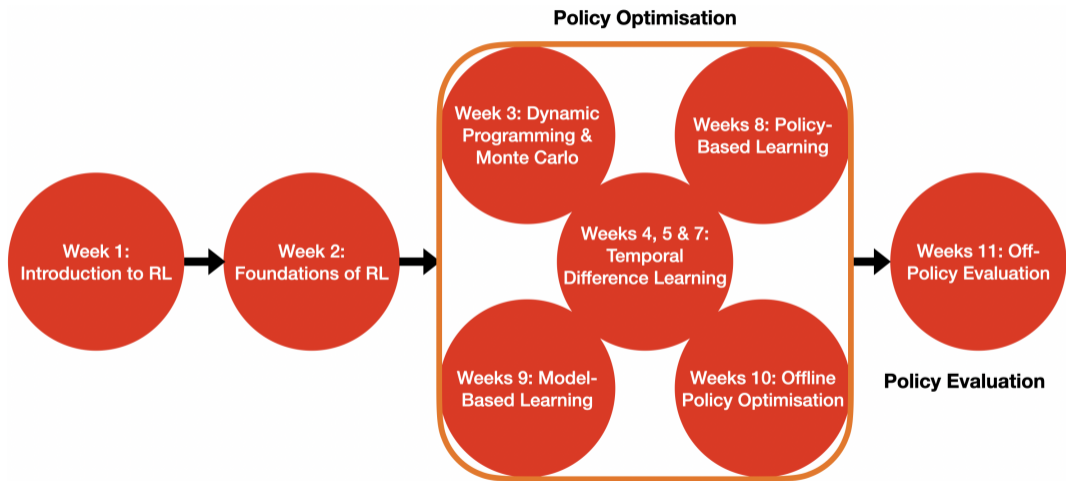 Policy Optimisation
Week 1:
Introduction to RL
Week 2:
Foundations of RL
Week 3: Dynamic
Programming &
Monte Carlo
Weeks 8: Policy-
Based Learning
Weeks 4, 5 & 7:
Temporal
Difference Learning
Weeks 9: Model-
Based Learning
Weeks 10: Offline
Policy Optimisation
Weeks 11: Off-
Policy Evaluation
Policy Evaluation